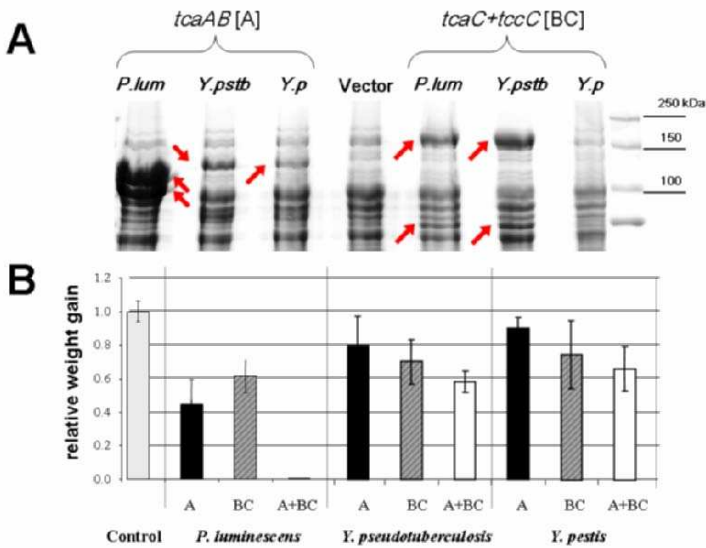 tcaAB [A] tcaC+tccC [BC]
A
P.lum Y.pstb Y.p Vector P.lum Y.pstb Y.p
250 kDa
150
100
B
relative weight gain
1.2
1.0
0.8
0.6
0.4
0.2
0.0
A BC A+BC A BC A+BC A BC A+BC
Control P. luminescens Y. pseudotuberculosis Y. pestis